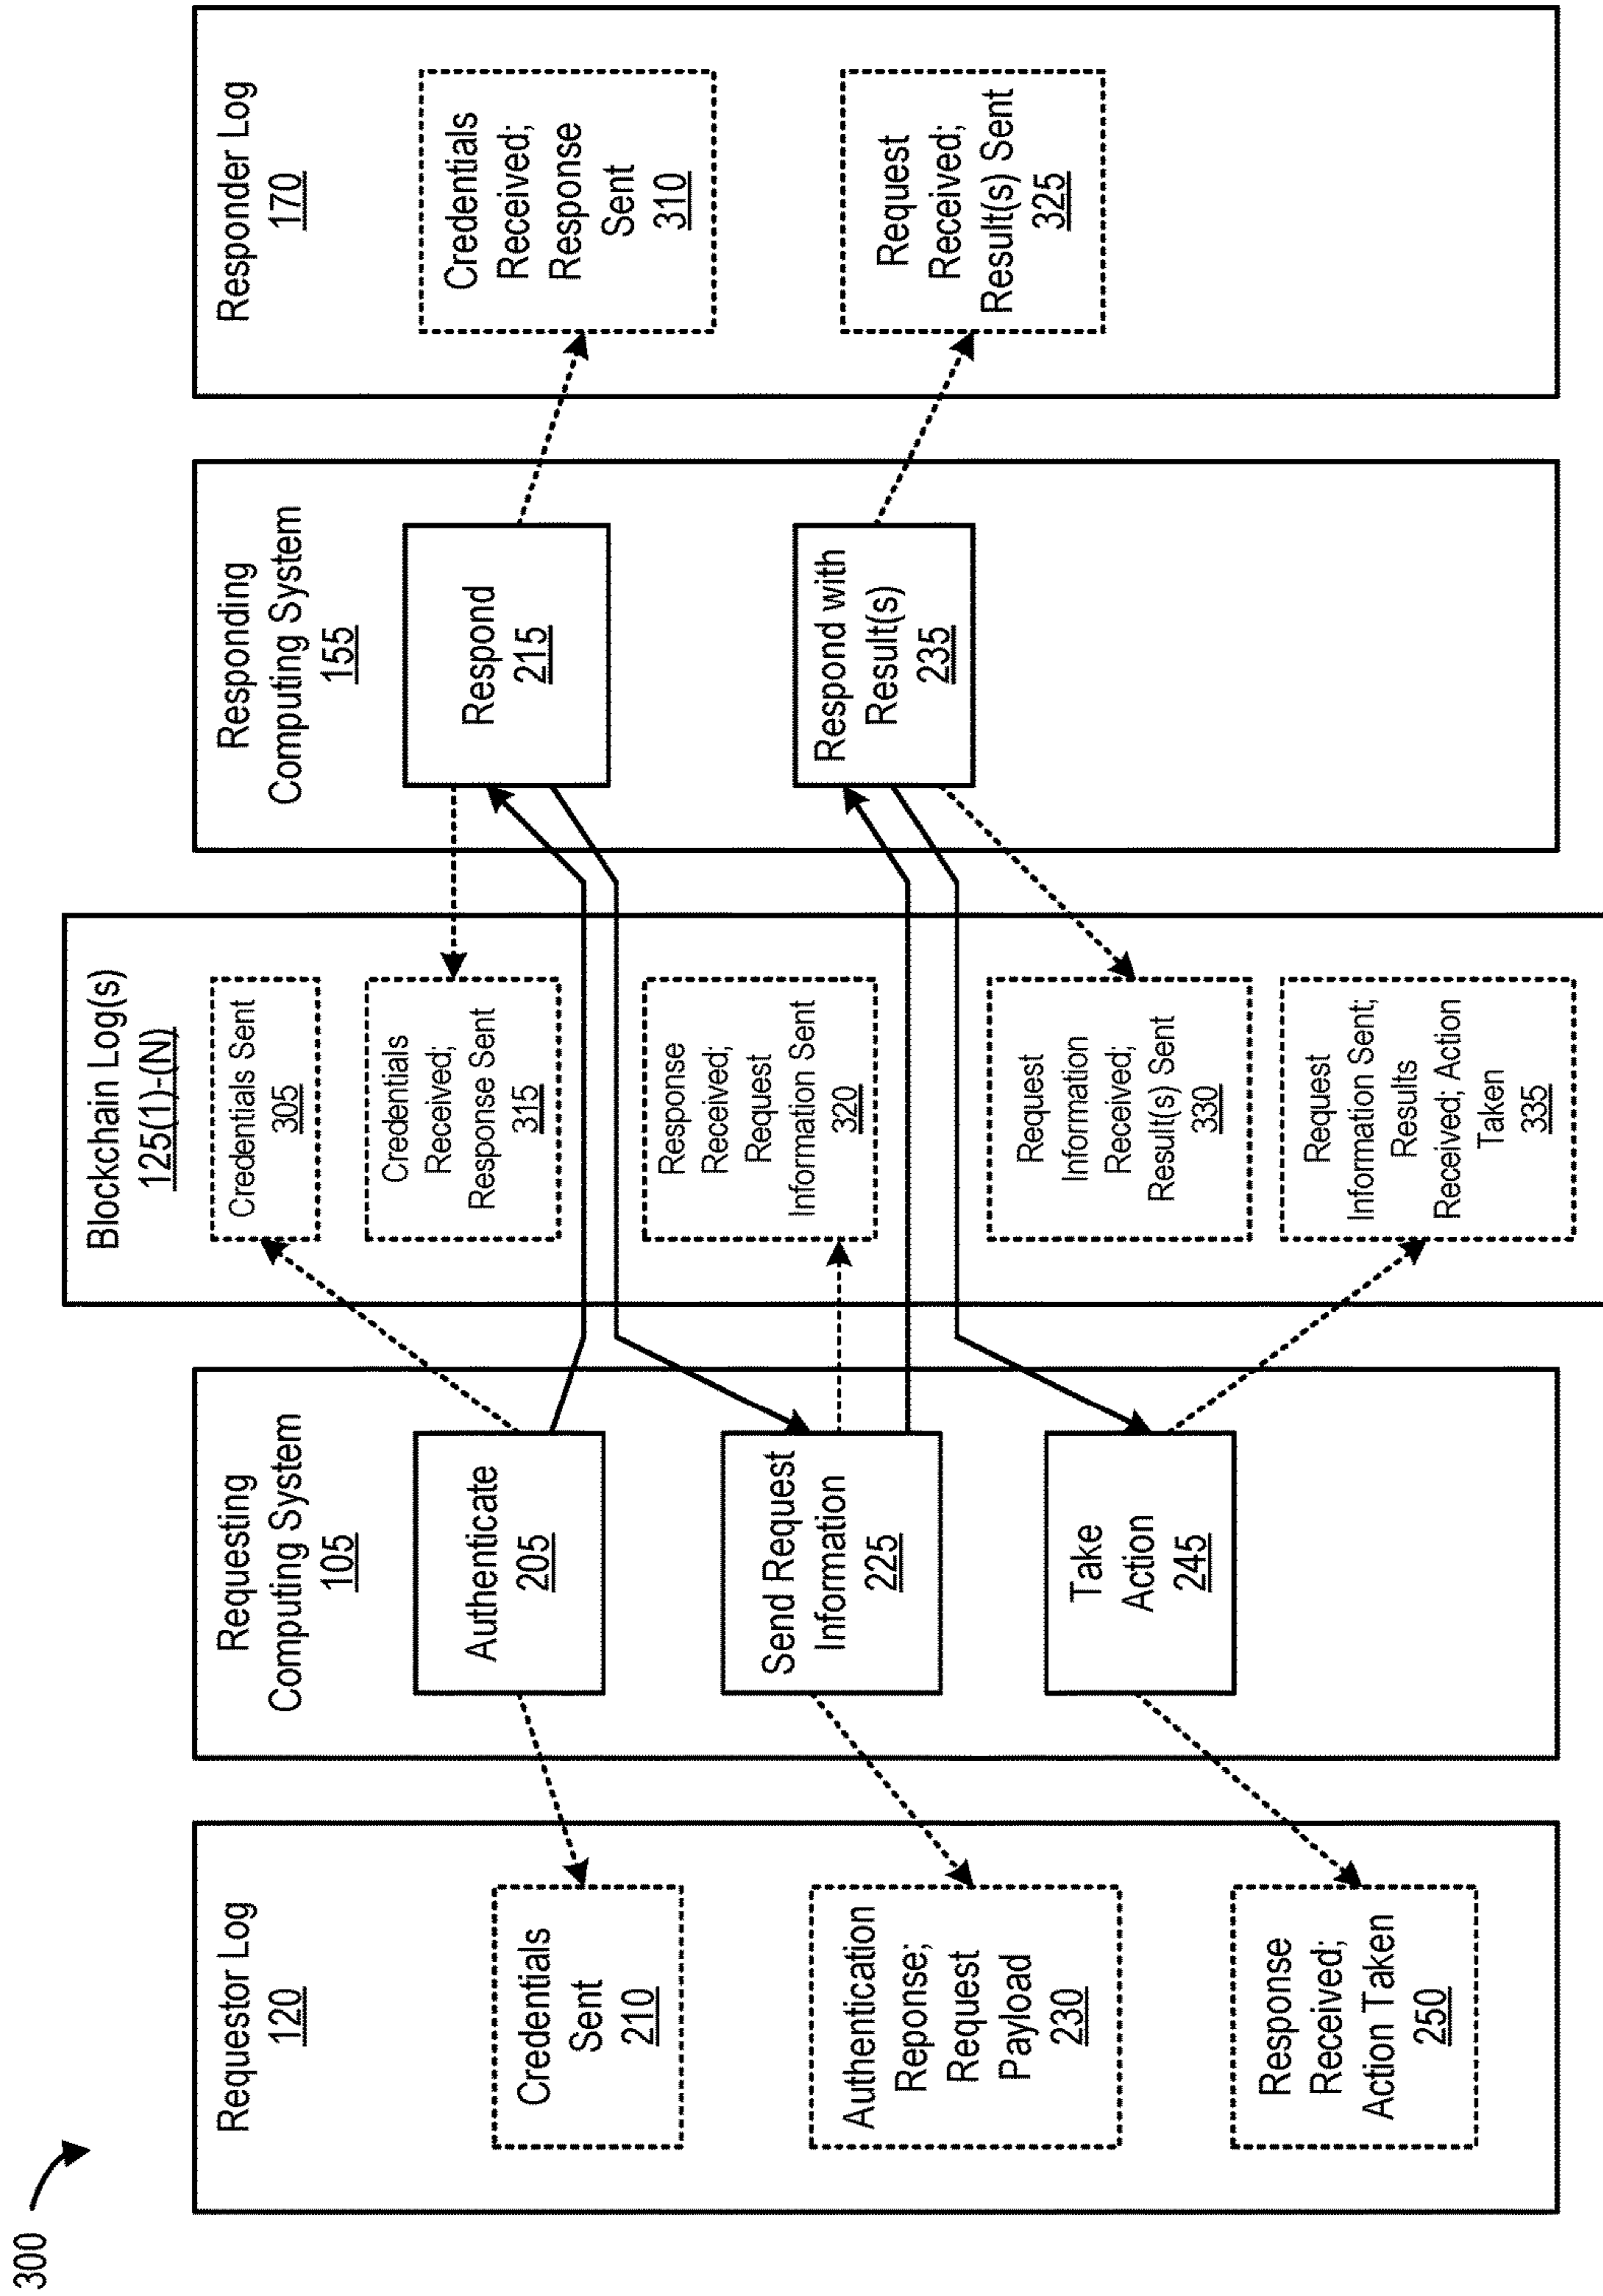 300
Requestor Log
120
Credentials
Sent
210
Authentication
Reponse;
Request
Payload
230
Response
Received;
Action Taken
250
Requesting
Computing System
105
Authenticate
205
Send Request
Information
225
Take
Action
245
Blockchain Log(s)
125(1)-(N)
Credentials Sent
305
Credentials
Received;
Response Sent
315
Response
Received;
Request
Information Sent
320
Request
Information
Received;
Result(s) Sent
330
Request
Information Sent;
Results
Received; Action
Taken
335
Responding
Computing System
155
Respond
215
Respond with
Result(s)
235
Responder Log
170
Credentials
Received;
Response
Sent
310
Request
Received;
Result(s) Sent
325